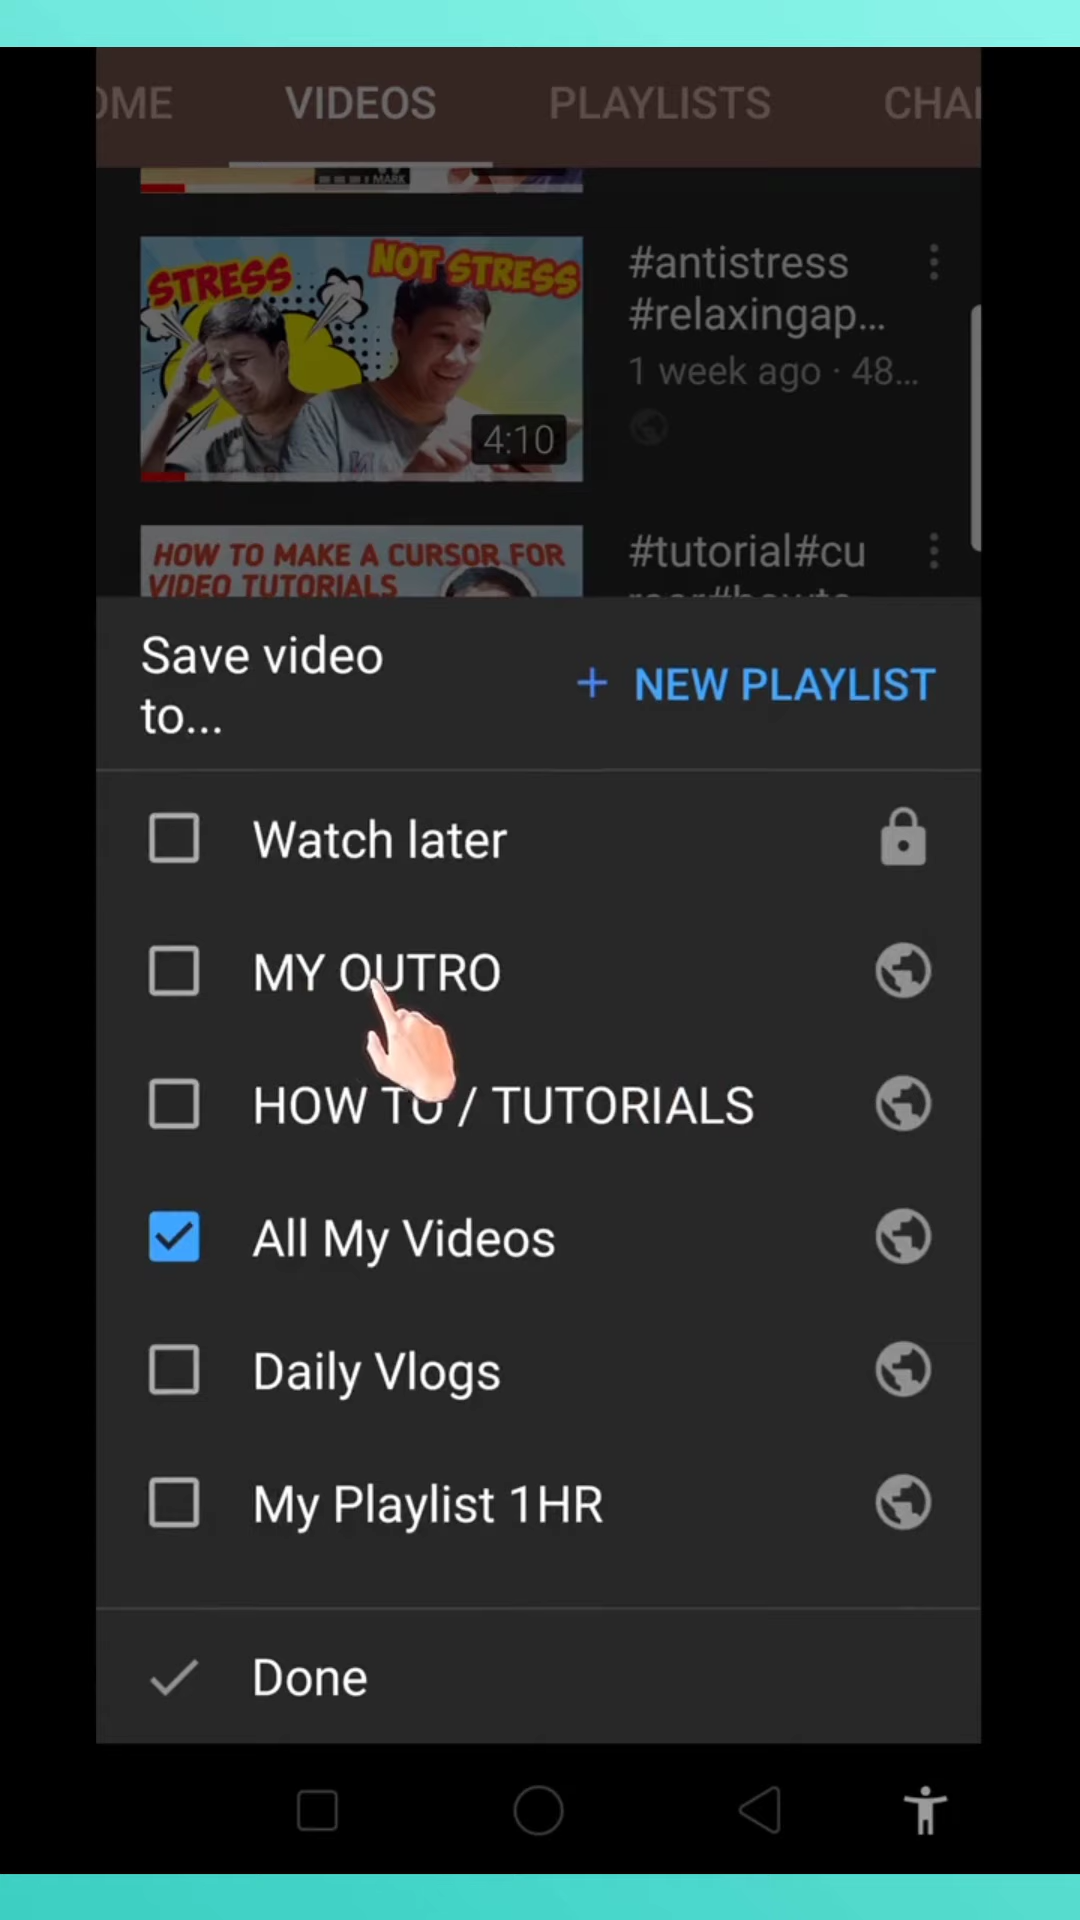 OME VIDEOS PLAYLISTS CHA
MARK
STRESS NOT STRESS
4:10
#antistress
#relaxingap...
1 week ago · 48...
HOW TO MAKE A CURSOR FOR
VIDEO TUTORIALS
#tutorial#cu
Save video
to...
+ NEW PLAYLIST
Watch later
MY OUTRO
HOW TO / TUTORIALS
All My Videos
Daily Vlogs
My Playlist 1HR
Done